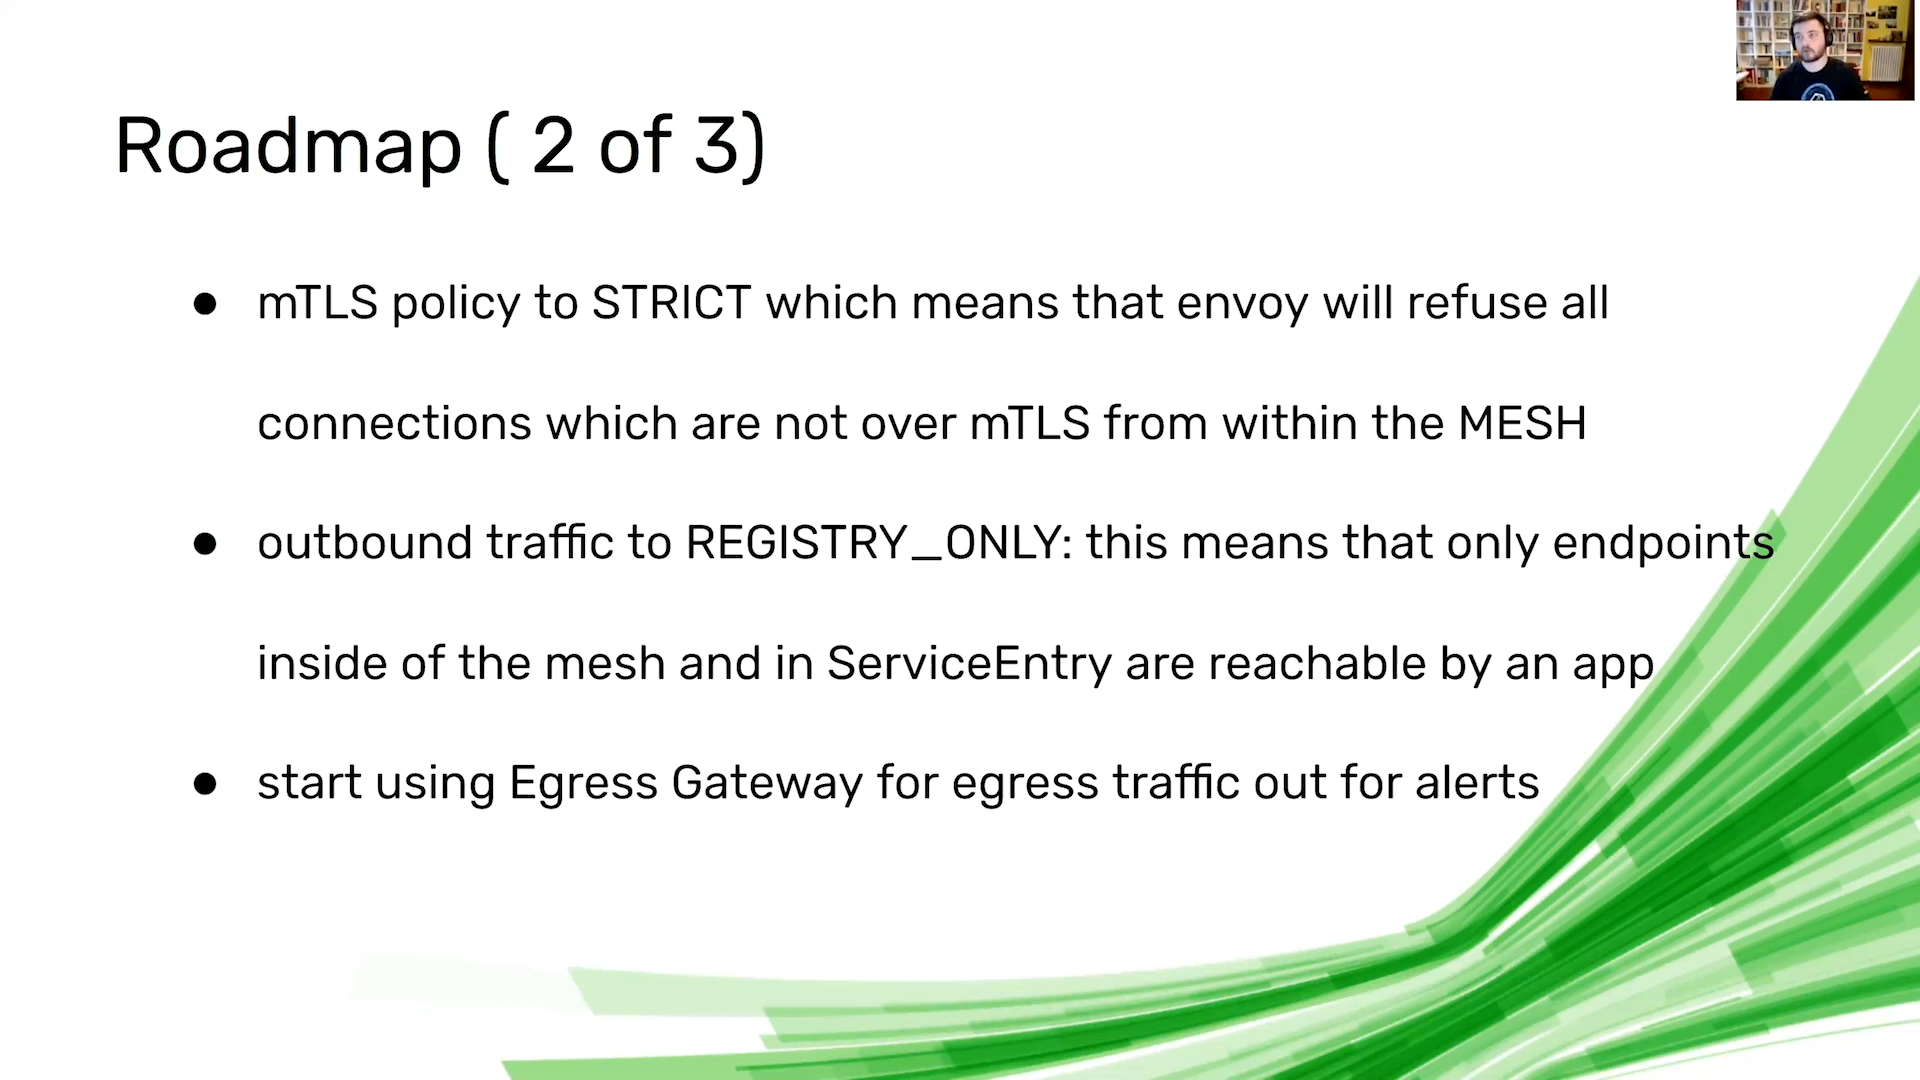 Roadmap ( 2 of 3)
● mTLS policy to STRICT which means that envoy will refuse all
connections which are not over mTLS from within the MESH
● outbound traffic to REGISTRY_ONLY: this means that only endpoints
inside of the mesh and in ServiceEntry are reachable by an app
● start using Egress Gateway for egress traffic out for alerts